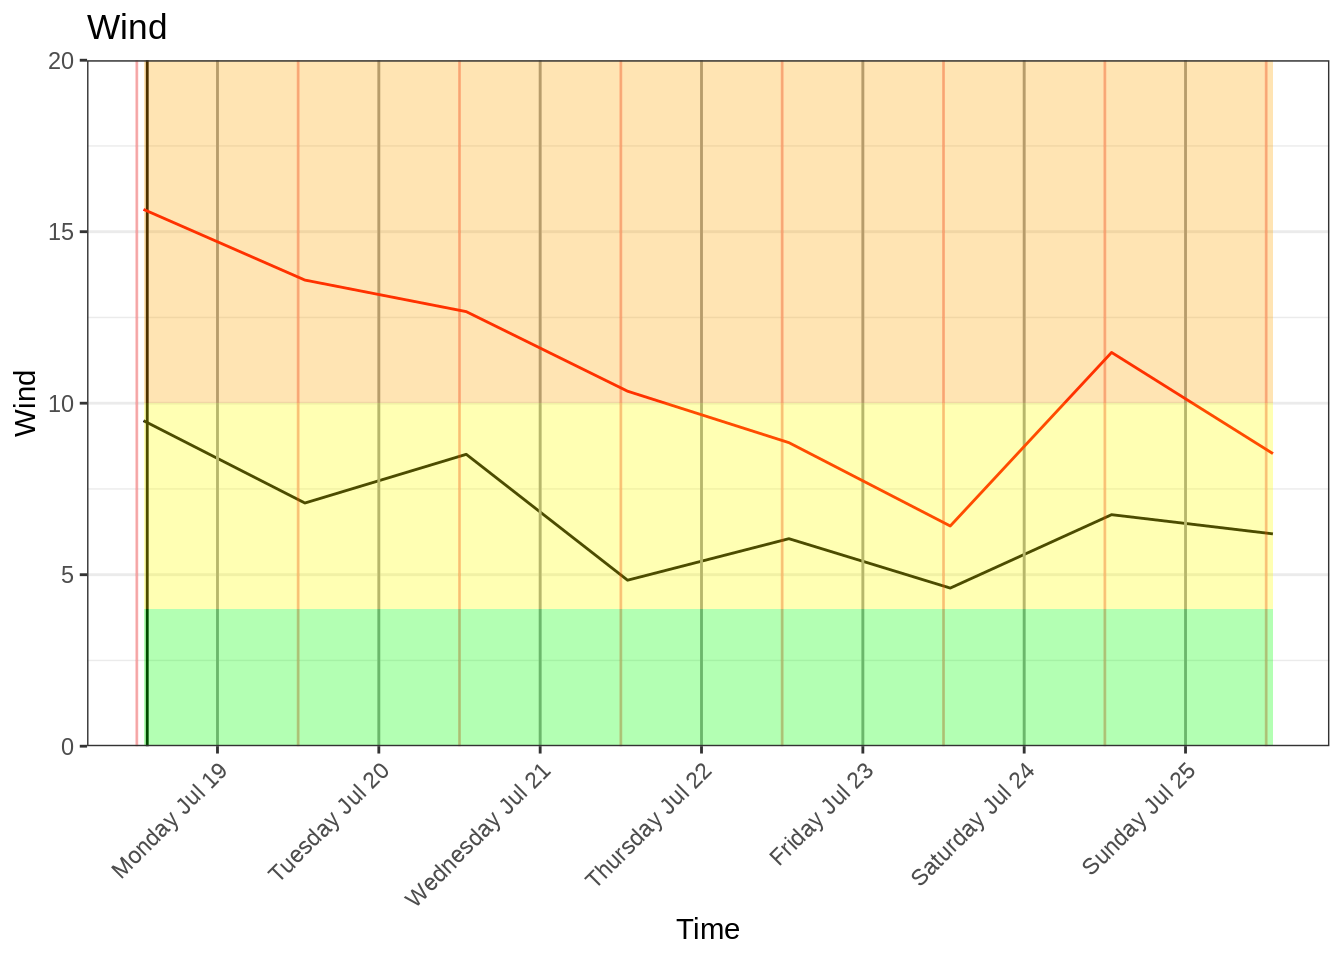 Wind
20
15
10
5
0
Wind
Monday Jul 19
Tuesday Jul 20
Wednesday Jul 21
Thursday Jul 22
Friday Jul 23
Saturday Jul 24
Sunday Jul 25
Time